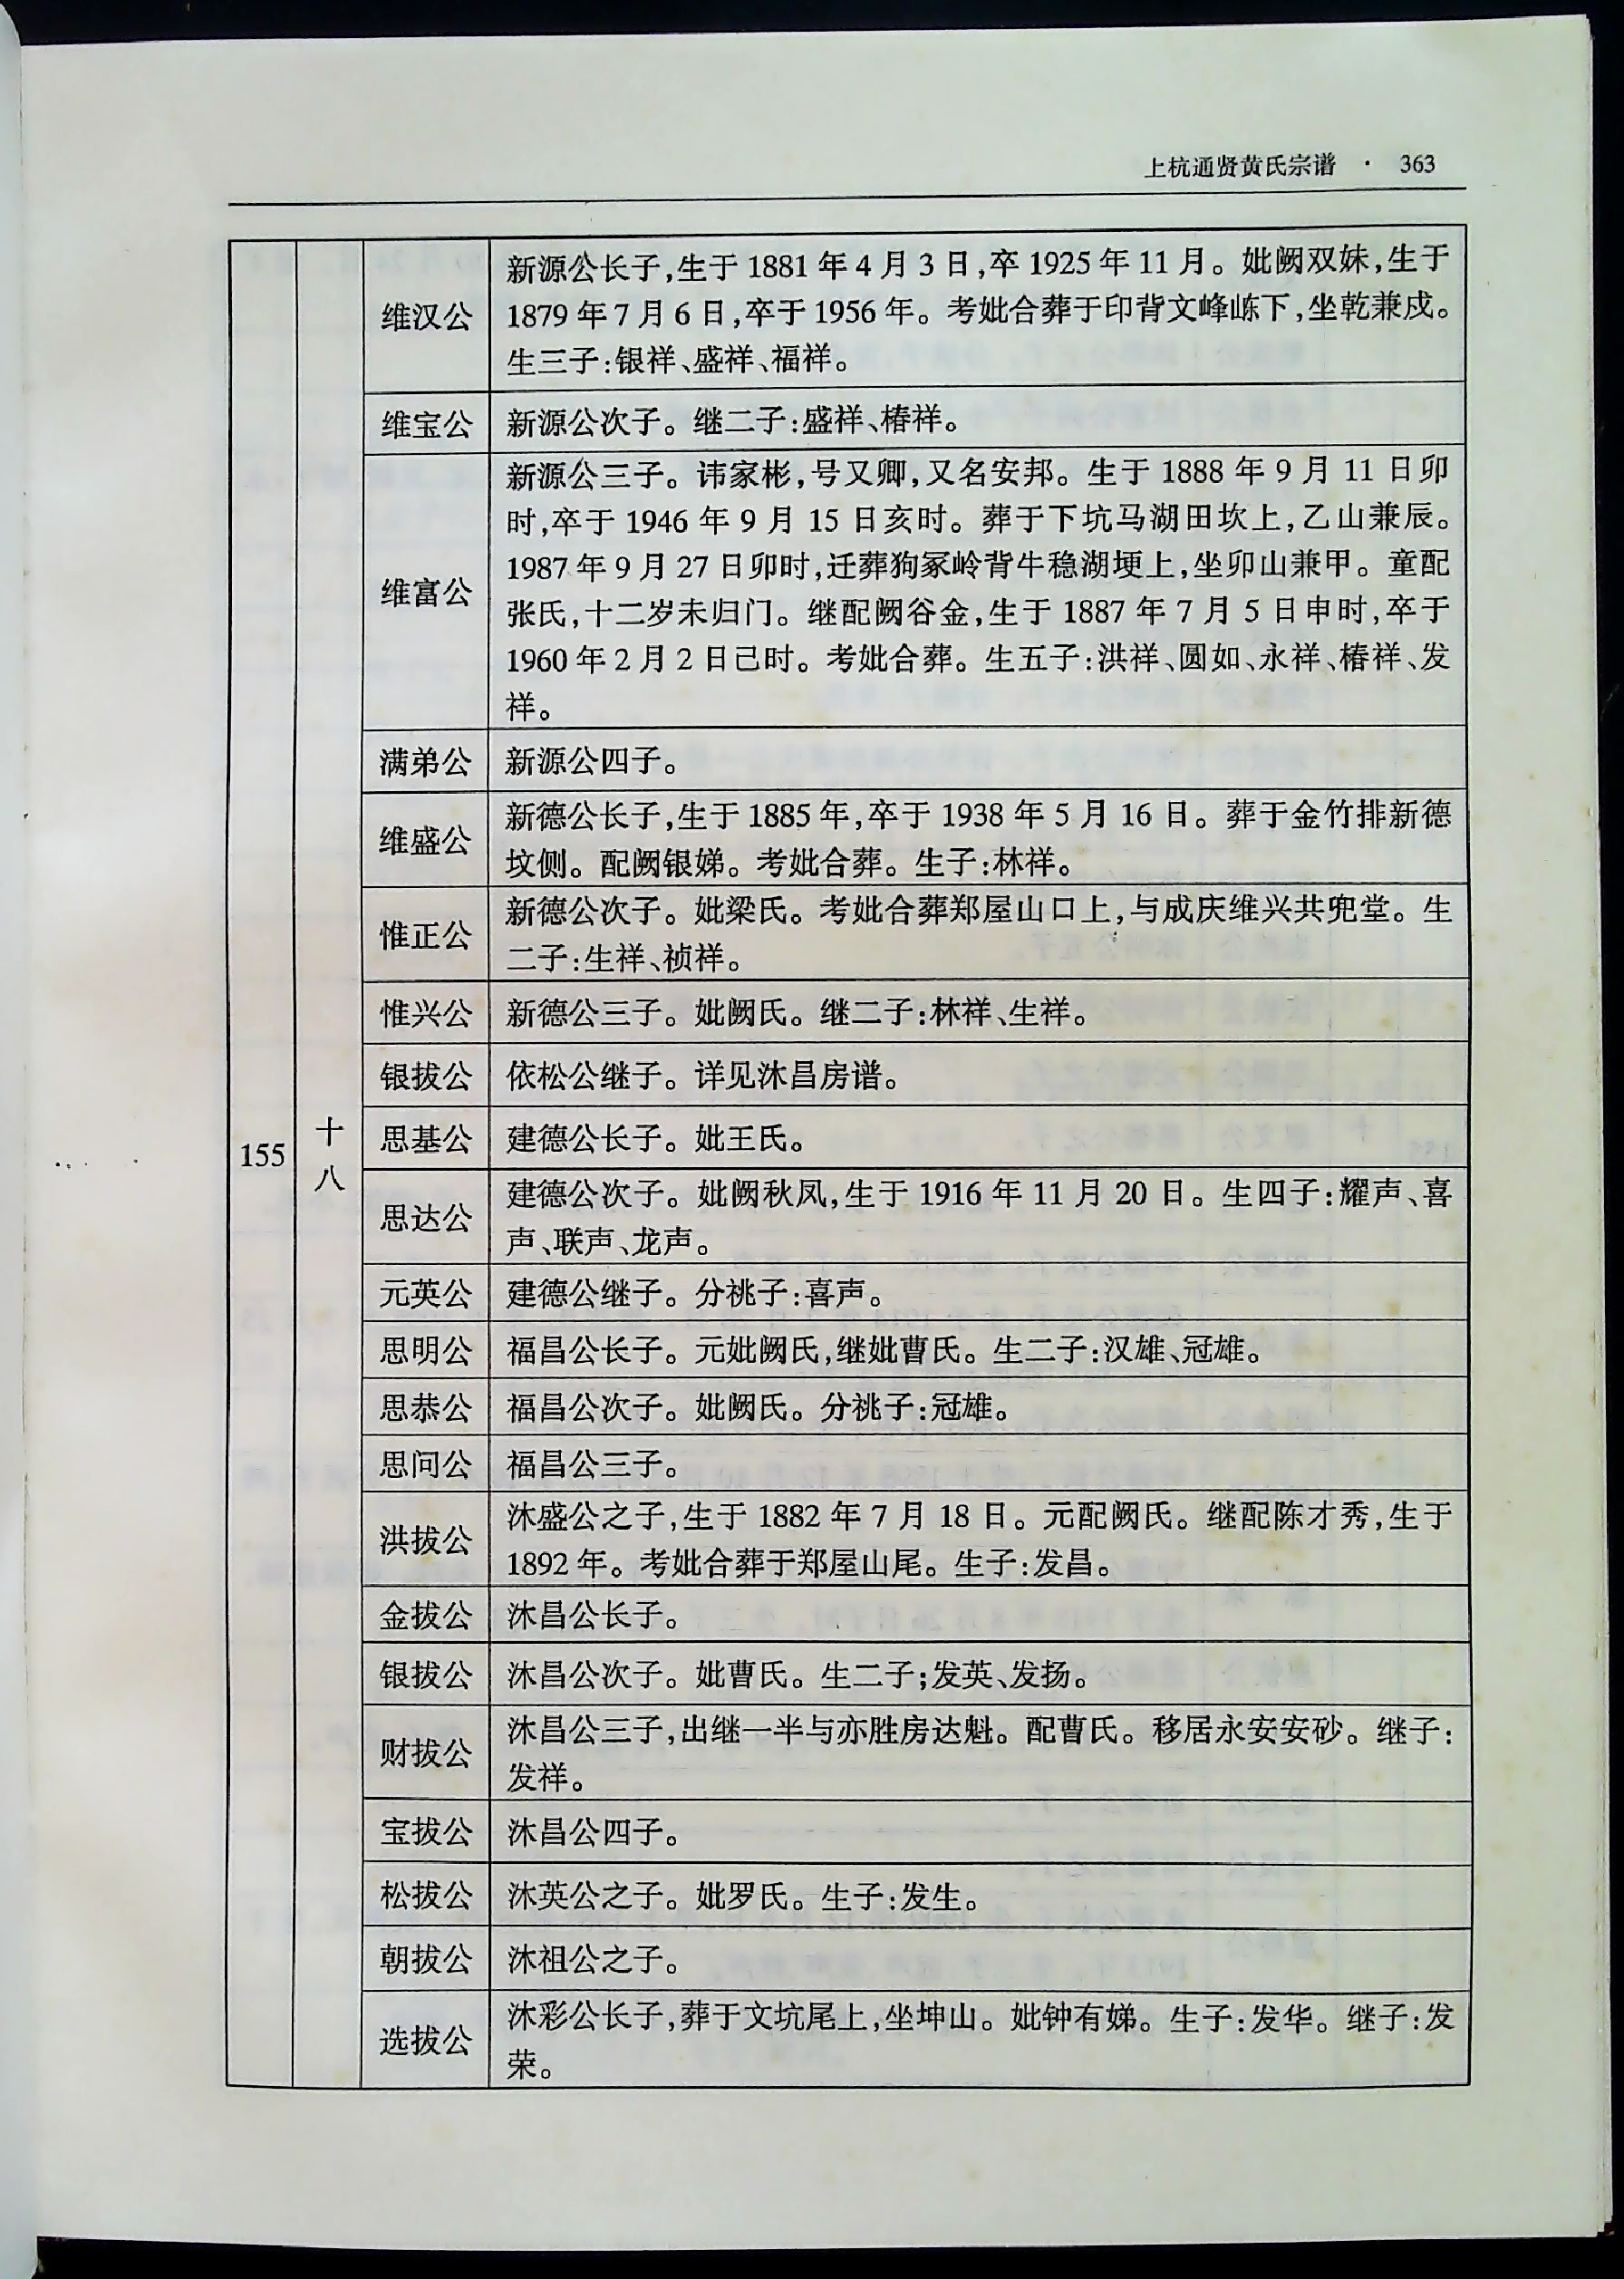 上杭通贤黄氏宗谱 · 363
155
十八
维汉公
新源公长子,生于1881年4月3日,卒1925年11月。妣阙双妹,生于
1879年7月6日,卒于1956年。考妣合葬于印背文峰崠下,坐乾兼戍。
生三子:银祥、盛祥、福祥。
维宝公
新源公次子。继二子:盛祥、椿祥。
维富公
新源公三子。讳家彬,号又卿,又名安邦。生于1888年9月11日卯
时,卒于1946年9月15日亥时。葬于下坑马湖田坎上,乙山兼辰。
1987年9月27日卯时,迁葬狗冢岭背牛稳湖埂上,坐卯山兼甲。童配
张氏,十二岁未归门。继配阙谷金,生于1887年7月5日申时,卒于
1960年2月2日己时。考妣合葬。生五子:洪祥、圆如、永祥、椿祥、发
祥。
满弟公
新源公四子。
维盛公
新德公长子,生于1885年,卒于1938年5月16日。葬于金竹排新德
坟侧。配阙银娣。考妣合葬。生子:林祥。
惟正公
新德公次子。妣梁氏。考妣合葬郑屋山口上,与成庆维兴共兜堂。生
二子:生祥、祯祥。
惟兴公
新德公三子。妣阙氏。继二子:林祥、生祥。
银拔公
依松公继子。详见沐昌房谱。
思基公
建德公长子。妣王氏。
思达公
建德公次子。妣阙秋凤,生于1916年11月20日。生四子:耀声、喜
声、联声、龙声。
元英公
建德公继子。分祧子:喜声。
思明公
福昌公长子。元妣阙氏,继妣曹氏。生二子:汉雄、冠雄。
思恭公
福昌公次子。妣阙氏。分祧子:冠雄。
思问公
福昌公三子。
洪拔公
沐盛公之子,生于1882年7月18日。元配阙氏。继配陈才秀,生于
1892年。考妣合葬于郑屋山尾。生子:发昌。
金拔公
沐昌公长子。
银拔公
沐昌公次子。妣曹氏。生二子;发英、发扬。
财拔公
沐昌公三子,出继一半与亦胜房达魁。配曹氏。移居永安安砂。继子:
发祥。
宝拔公
沐昌公四子。
松拔公
沐英公之子。妣罗氏。生子:发生。
朝拔公
沐祖公之子。
选拔公
沐彩公长子,葬于文坑尾上,坐坤山。妣钟有娣。生子:发华。继子:发
荣。